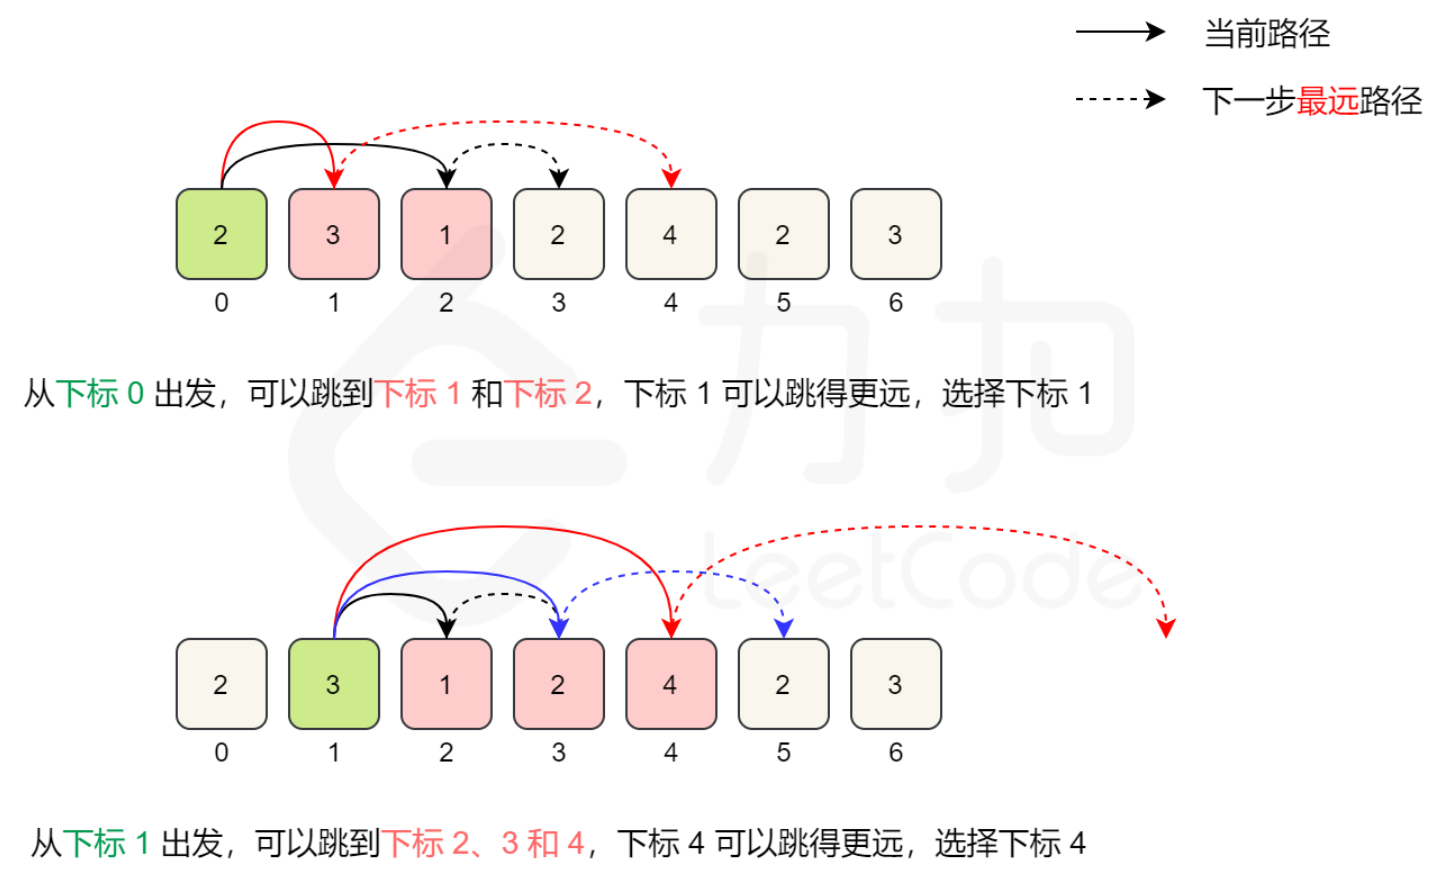 当前路径
下一步最远路径
2 3 1 2 4 2 3
0 1 2 3 4 5 6
从下标 0 出发，可以跳到下标 1 和下标 2，下标 1 可以跳得更远，选择下标 1
力扣
LeetCode
2 3 1 2 4 2 3
0 1 2 3 4 5 6
从下标 1 出发，可以跳到下标 2、3 和 4，下标 4 可以跳得更远，选择下标 4